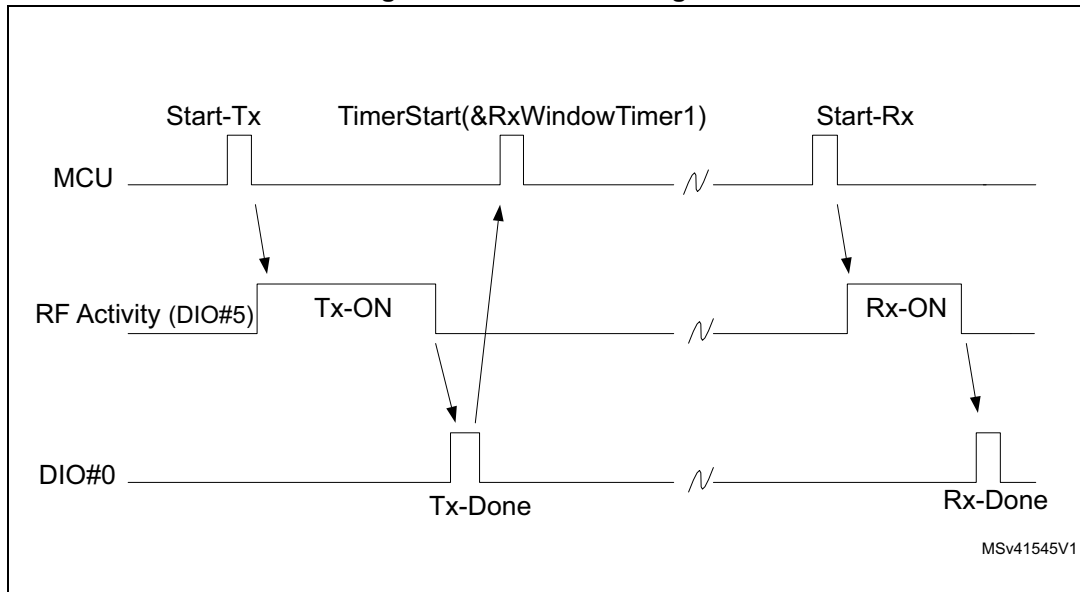 Start-Tx
TimerStart(&RxWindowTimer1)
Start-Rx
MCU
RF Activity (DIO#5)
Tx-ON
Rx-ON
DIO#0
Tx-Done
Rx-Done
MSv41545V1